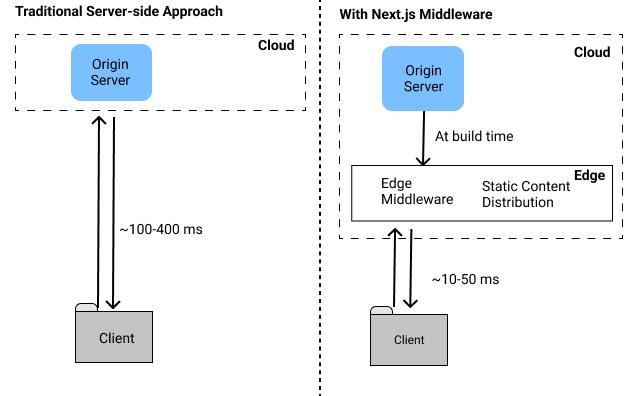 Traditional Server-side Approach
Cloud
Origin
Server
~100-400 ms
Client
With Next.js Middleware
Cloud
Origin
Server
At build time
Edge
Edge
Middleware
Static Content
Distribution
~10-50 ms
Client